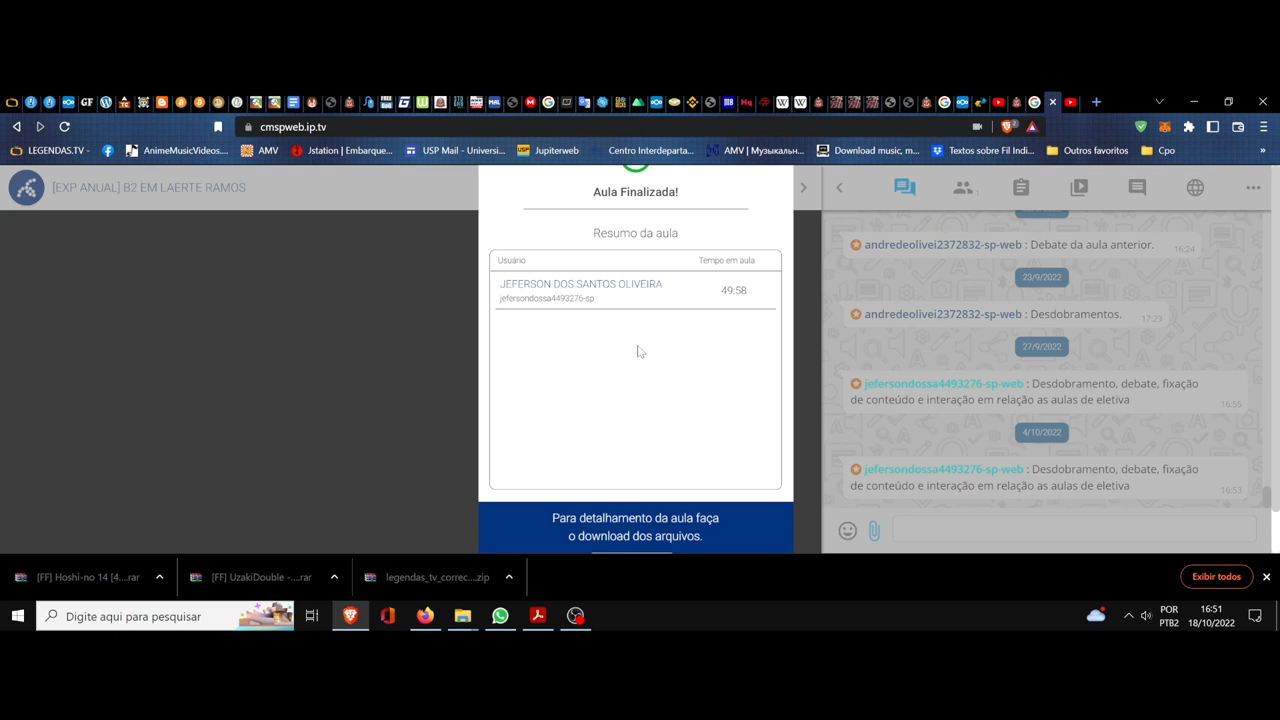 cmspweb.ip.tv
2
LEGENDAS.TV -
AnimeMusicVideos....
AMV
Jstation | Embarque...
USP Mail - Universi...
Jupiterweb
Centro Interdeparta...
AMV | Музыкальн...
Download music, m...
Textos sobre Fil Indi...
Outros favoritos
Cpo
»
[EXP ANUAL] B2 EM LAERTE RAMOS
Aula Finalizada!
Resumo da aula
Usuário
Tempo em aula
JEFERSON DOS SANTOS OLIVEIRA
jefersondossa4493276-sp
49:58
Para detalhamento da aula faça
o download dos arquivos.
andredeolivei2372832-sp-web : Debate da aula anterior.
16:24
23/9/2022
andredeolivei2372832-sp-web : Desdobramentos.
17:23
27/9/2022
jefersondossa4493276-sp-web : Desdobramento, debate, fixação
de conteúdo e interação em relação as aulas de eletiva
16:55
4/10/2022
jefersondossa4493276-sp-web : Desdobramento, debate, fixação
de conteúdo e interação em relação as aulas de eletiva
16:53
[FF] Hoshi-no 14 [4....rar
[FF] UzakiDouble -....rar
legendas_tv_correc....zip
Exibir todos
Digite aqui para pesquisar
POR
PTB2
16:51
18/10/2022